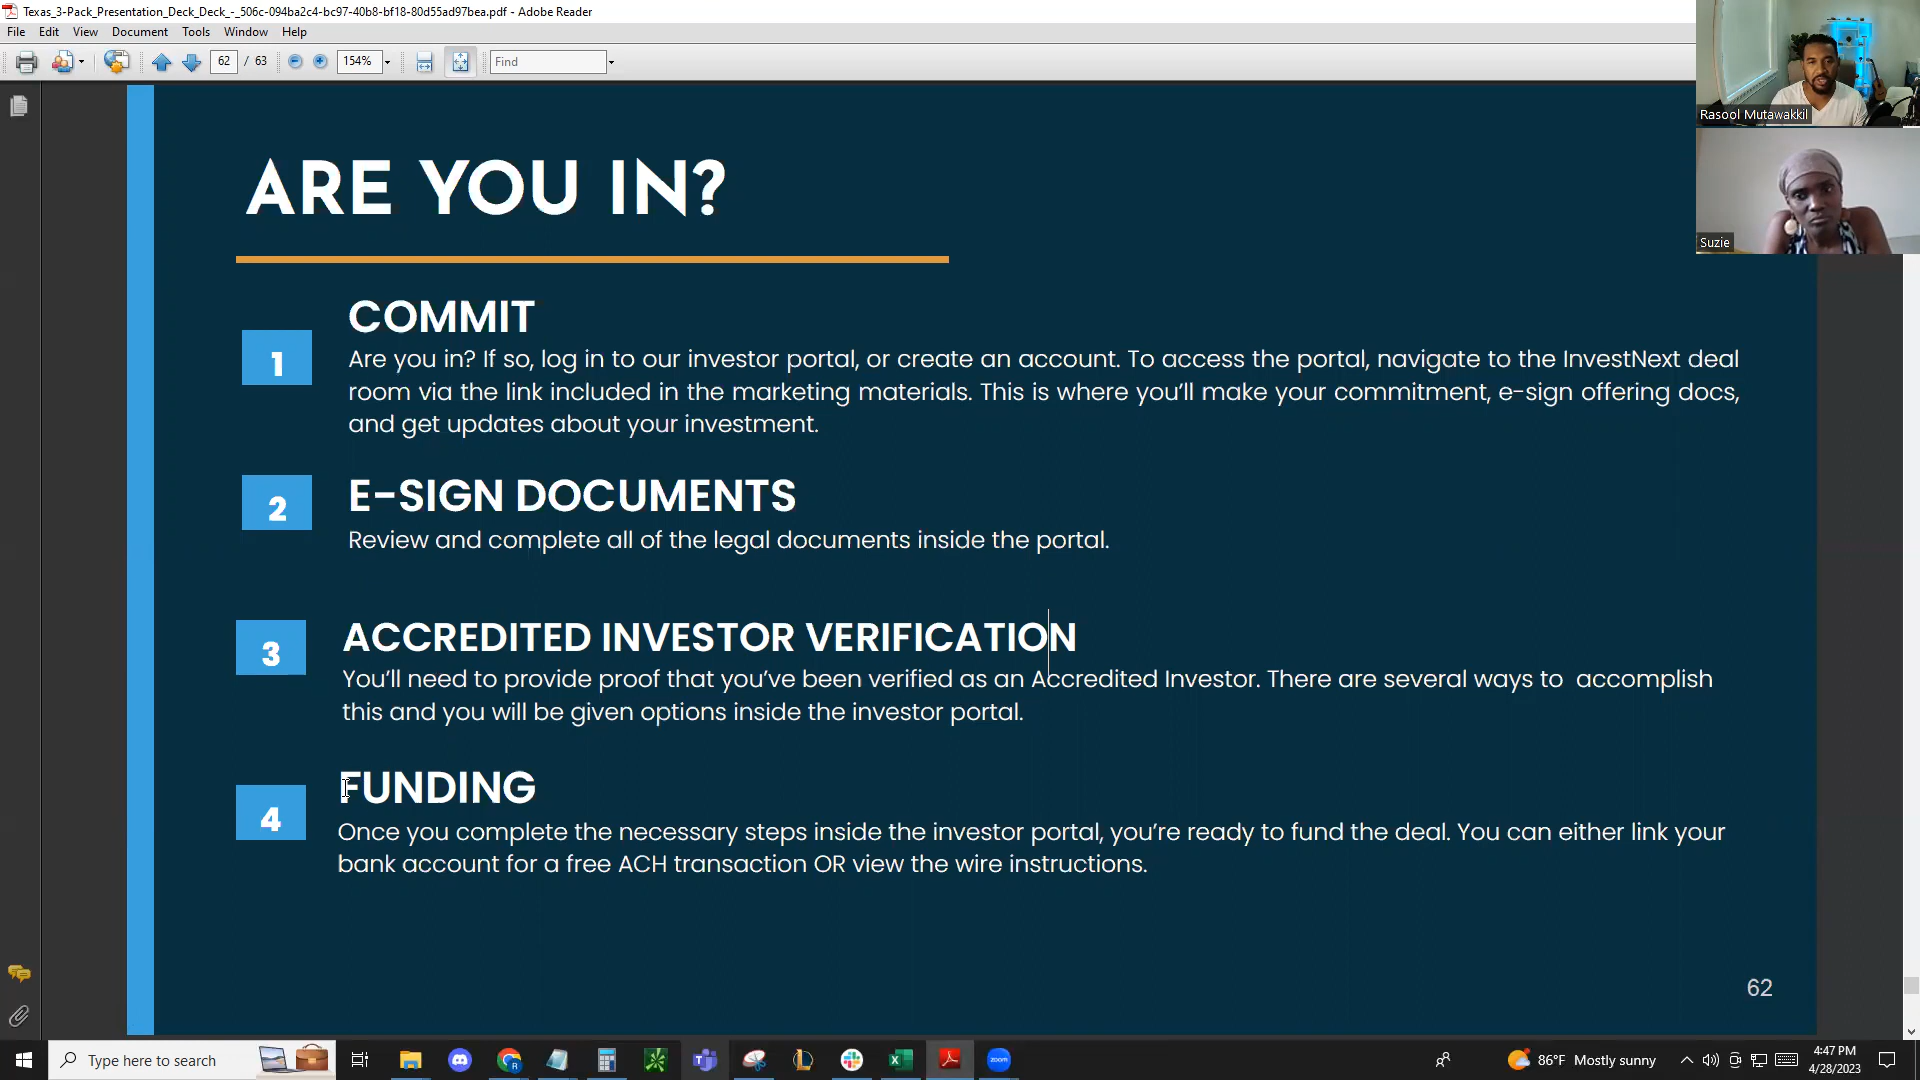 Texas_3-Pack_Presentation_Deck_Deck_-_506c-094ba2c4-bc97-40b8-bf18-80d55ad97bea.pdf - Adobe Reader
File Edit View Document Tools Window Help
62 / 63 154% Find
Rasool Mutawakkil
Suzie
ARE YOU IN?
1
COMMIT
Are you in? If so, log in to our investor portal, or create an account. To access the portal, navigate to the InvestNext deal
room via the link included in the marketing materials. This is where you’ll make your commitment, e-sign offering docs,
and get updates about your investment.
2
E-SIGN DOCUMENTS
Review and complete all of the legal documents inside the portal.
3
ACCREDITED INVESTOR VERIFICATION
You’ll need to provide proof that you’ve been verified as an Accredited Investor. There are several ways to accomplish
this and you will be given options inside the investor portal.
4
FUNDING
Once you complete the necessary steps inside the investor portal, you’re ready to fund the deal. You can either link your
bank account for a free ACH transaction OR view the wire instructions.
62
Type here to search
zoom
86°F Mostly sunny
4:47 PM
4/28/2023